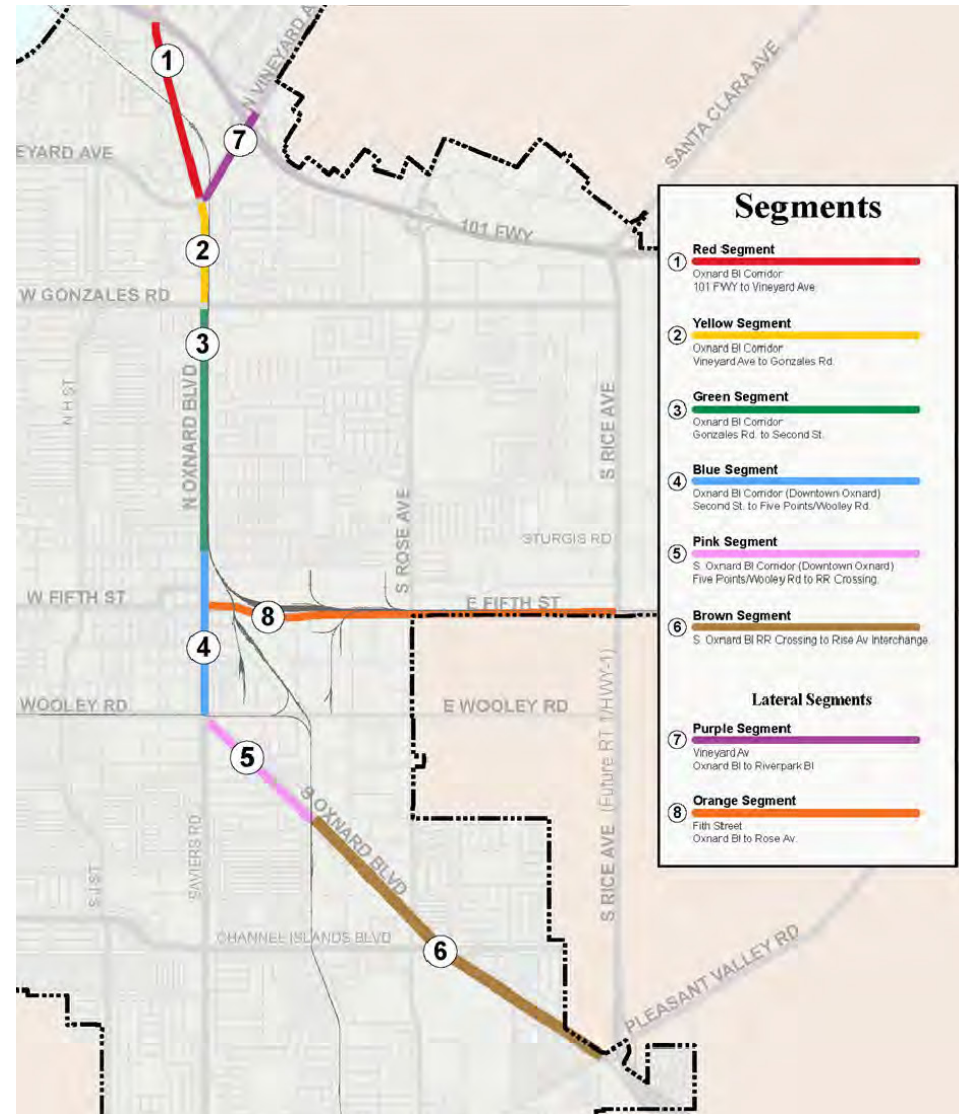 1
N VINEYARD A
7
EYARD AVE
SANTA CLARA AVE
2
101 FWY
W GONZALES RD
3
N H ST
N OXNARD BLVD
S ROSE AVE
S RICE AVE
STURGIS RD
W FIFTH ST
8
E FIFTH ST
4
WOOLEY RD
E WOOLEY RD
5
S OXNARD BLVD
S RICE AVE (Future RT 1/HWY-1)
SAVIERS RD
S J ST
CHANNEL ISLANDS BLVD
6
PLEASANT VALLEY RD
Segments
1 Red Segment
Oxnard Bl Corridor
101 FWY to Vineyard Ave
2 Yellow Segment
Oxnard Bl Corridor
Vineyard Ave to Gonzales Rd.
3 Green Segment
Oxnard Bl Corridor
Gonzales Rd. to Second St.
4 Blue Segment
Oxnard Bl Corridor (Downtown Oxnard)
Second St. to Five Points/Wooley Rd.
5 Pink Segment
S. Oxnard Bl Corridor (Downtown Oxnard)
Five Points/Wooley Rd to RR Crossing.
6 Brown Segment
S. Oxnard Bl RR Crossing to Rise Av Interchange.
Lateral Segments
7 Purple Segment
Vineyard Av
Oxnard Bl to Riverpark Bl
8 Orange Segment
Fith Street
Oxnard Bl to Rose Av.